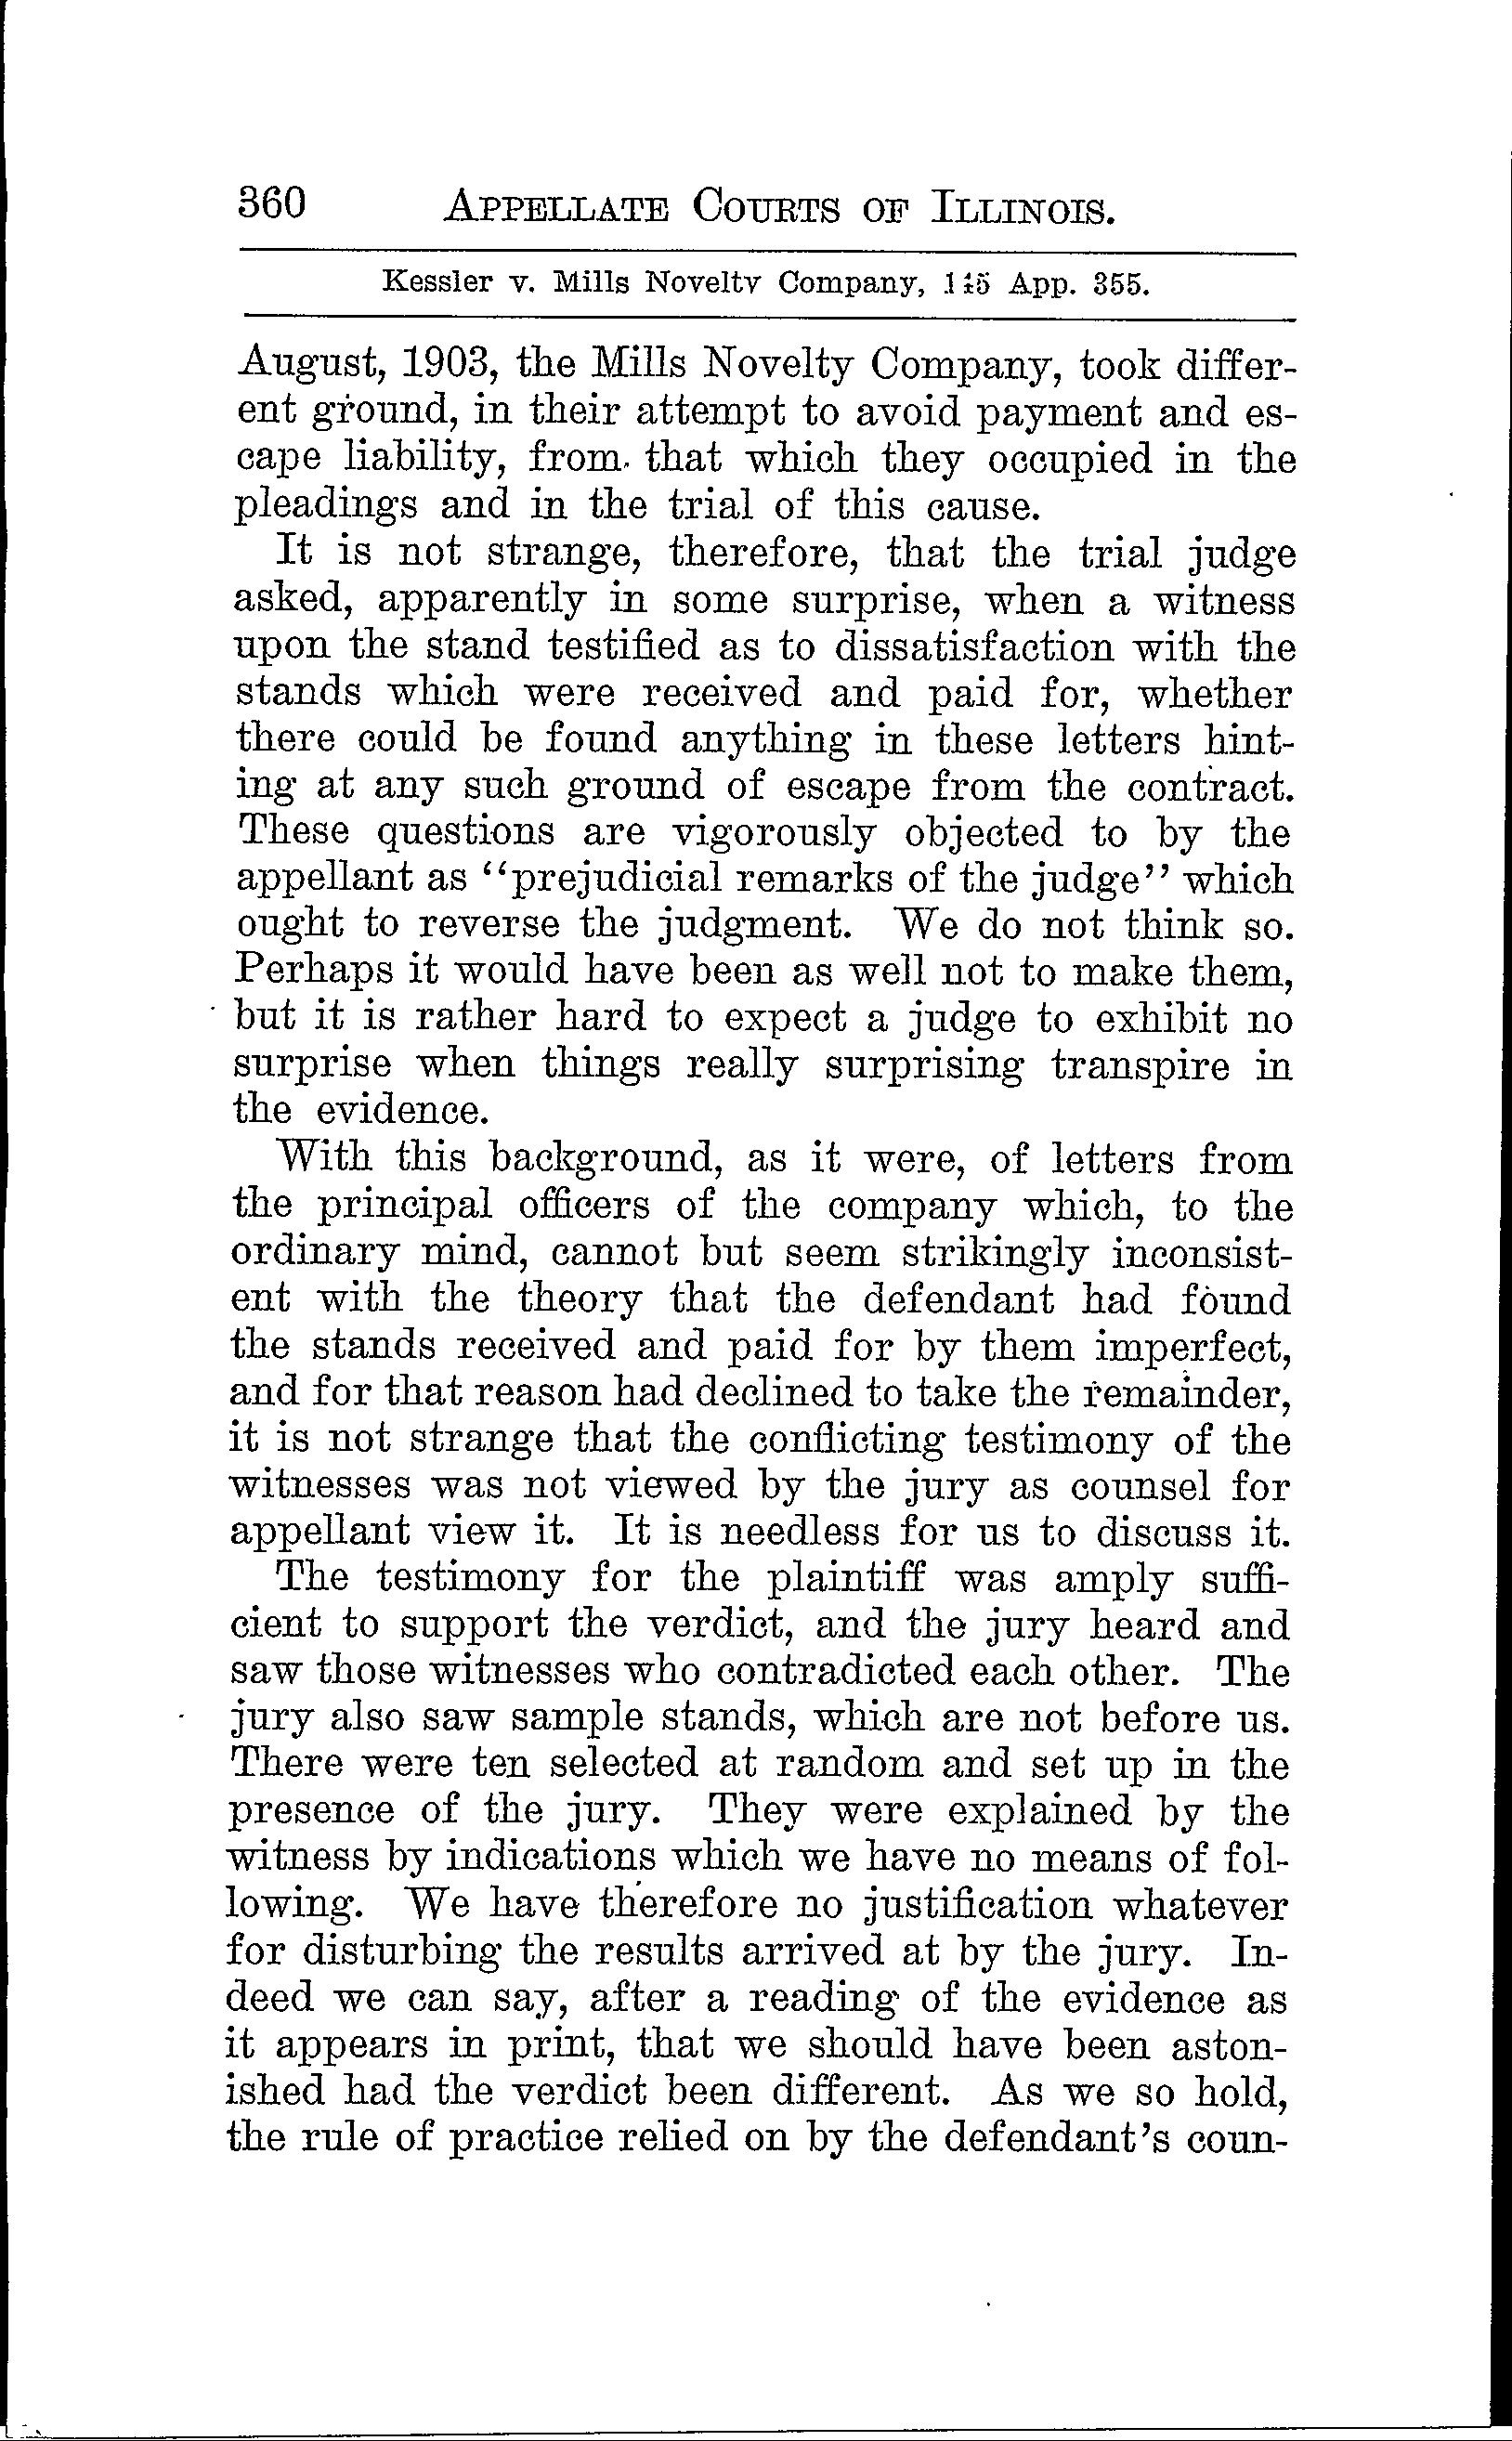 360 APPELLATE COURTS OF ILLINOIS.
Kessler v. Mills Novelty Company, 145 App. 355.
August, 1903, the Mills Novelty Company, took differ-
ent ground, in their attempt to avoid payment and es-
cape liability, from that which they occupied in the
pleadings and in the trial of this cause.
It is not strange, therefore, that the trial judge
asked, apparently in some surprise, when a witness
upon the stand testified as to dissatisfaction with the
stands which were received and paid for, whether
there could be found anything in these letters hint-
ing at any such ground of escape from the contract.
These questions are vigorously objected to by the
appellant as "prejudicial remarks of the judge" which
ought to reverse the judgment. We do not think so.
Perhaps it would have been as well not to make them,
but it is rather hard to expect a judge to exhibit no
surprise when things really surprising transpire in
the evidence.
With this background, as it were, of letters from
the principal officers of the company which, to the
ordinary mind, cannot but seem strikingly inconsist-
ent with the theory that the defendant had found
the stands received and paid for by them imperfect,
and for that reason had declined to take the remainder,
it is not strange that the conflicting testimony of the
witnesses was not viewed by the jury as counsel for
appellant view it. It is needless for us to discuss it.
The testimony for the plaintiff was amply suffi-
cient to support the verdict, and the jury heard and
saw those witnesses who contradicted each other. The
jury also saw sample stands, which are not before us.
There were ten selected at random and set up in the
presence of the jury. They were explained by the
witness by indications which we have no means of fol-
lowing. We have therefore no justification whatever
for disturbing the results arrived at by the jury. In-
deed we can say, after a reading of the evidence as
it appears in print, that we should have been aston-
ished had the verdict been different. As we so hold,
the rule of practice relied on by the defendant's coun-